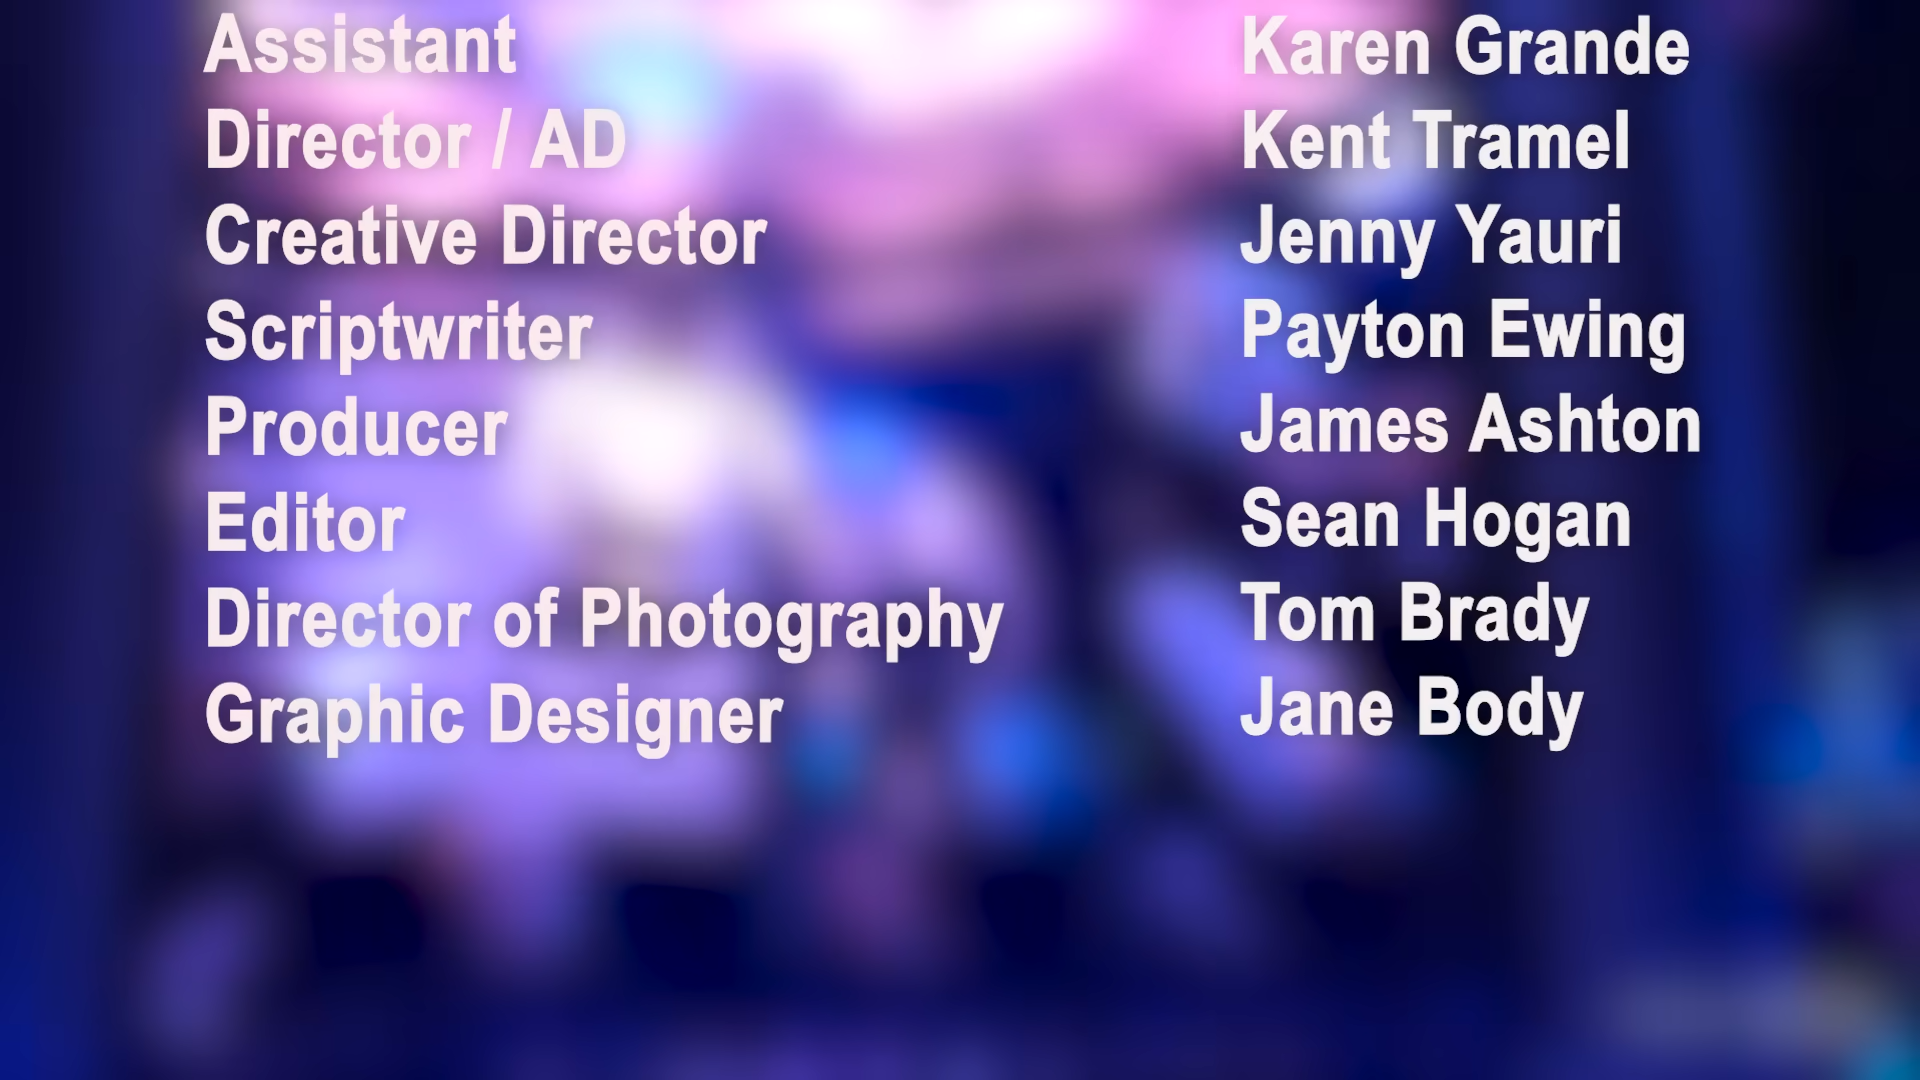 Assistant Karen Grande
Director / AD Kent Tramel
Creative Director Jenny Yauri
Scriptwriter Payton Ewing
Producer James Ashton
Editor Sean Hogan
Director of Photography Tom Brady
Graphic Designer Jane Body